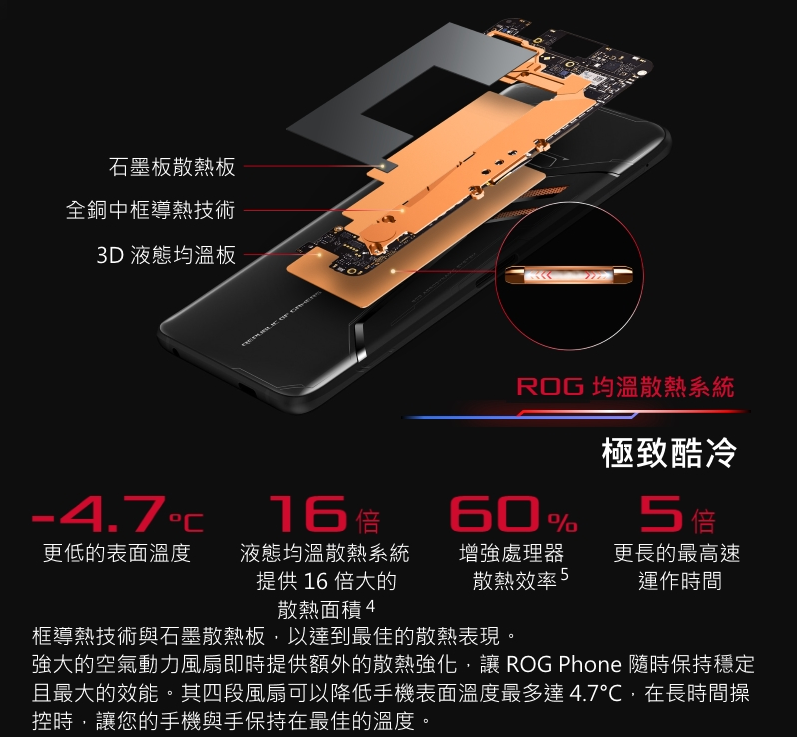 石墨板散熱板
全銅中框導熱技術
3D 液態均溫板
REPUBLIC OF GAMERS
ROG 均溫散熱系統
極致酷冷
-4.7°C
更低的表面溫度
16倍
液態均溫散熱系統
提供 16 倍大的
散熱面積 4
60%
增強處理器
散熱效率 5
5倍
更長的最高速
運作時間
框導熱技術與石墨散熱板，以達到最佳的散熱表現。
強大的空氣動力風扇即時提供額外的散熱強化，讓 ROG Phone 隨時保持穩定
且最大的效能。其四段風扇可以降低手機表面溫度最多達 4.7°C，在長時間操
控時，讓您的手機與手保持在最佳的溫度。